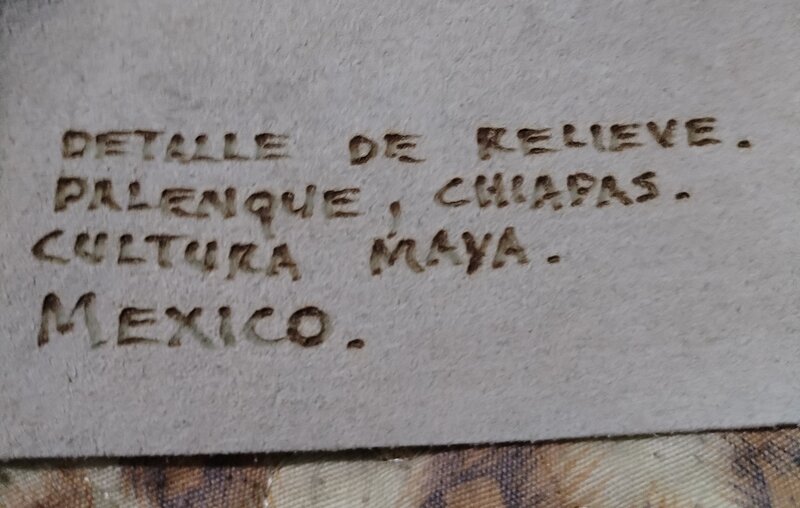 DETALLE DE RELIEVE.
PALENQUE, CHIAPAS.
CULTURA MAYA.
MEXICO.